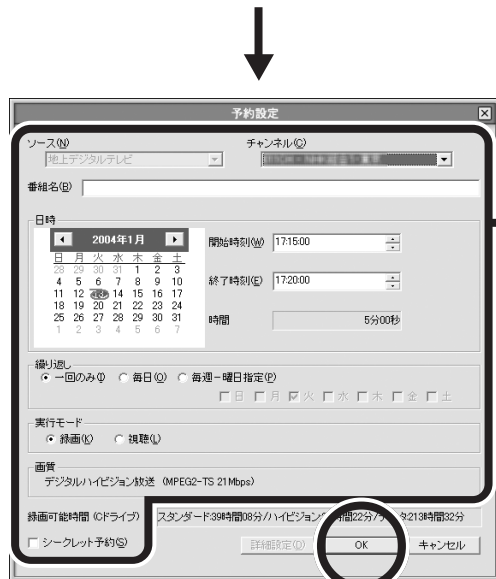 予約設定
ソース(N) チャンネル(C)
地上デジタルテレビ
番組名(B)
日時
2004年1月
日 月 火 水 木 金 土
28 29 30 31 1 2 3
4 5 6 7 8 9 10
11 12 13 14 15 16 17
18 19 20 21 22 23 24
25 26 27 28 29 30 31
1 2 3 4 5 6 7
開始時刻(W) 17:15:00
終了時刻(E) 17:20:00
時間 5分00秒
繰り返し
一回のみ(I) 毎日(O) 毎週-曜日指定(P)
日 月 火 水 木 金 土
実行モード
録画(K) 視聴(L)
画質
デジタルハイビジョン放送 (MPEG2-TS 21Mbps)
録画可能時間 (Cドライブ) スタンダード:39時間08分/ハイビジョン 時間22分/ タ213時間32分
シークレット予約(S) 詳細設定(D) OK キャンセル